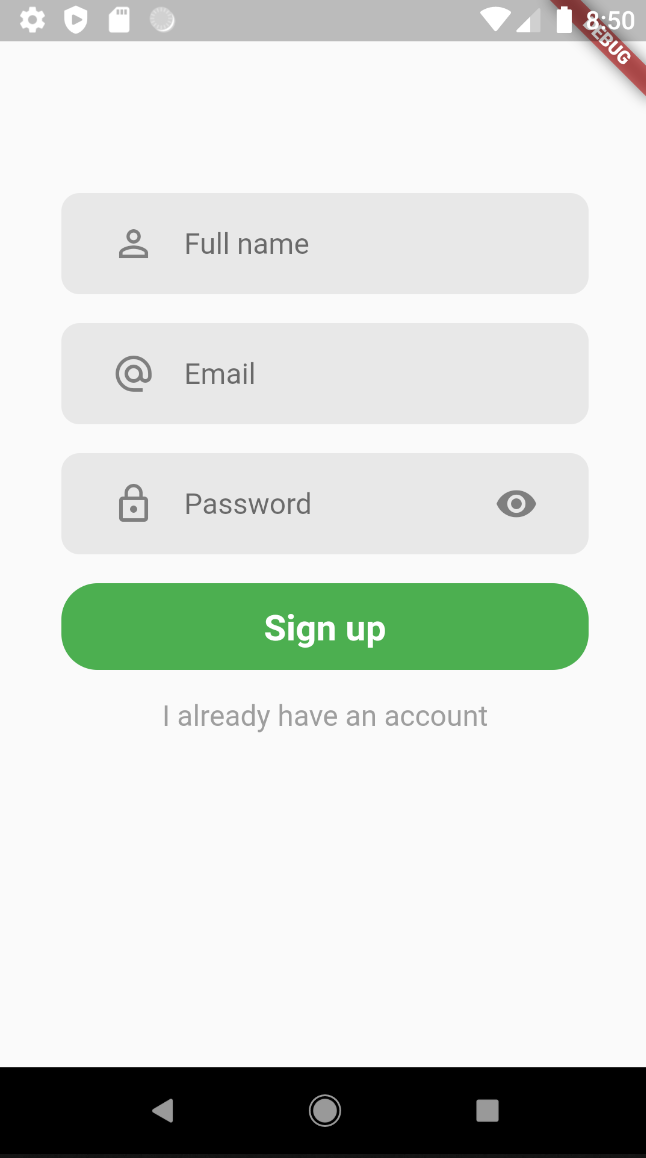 8:50
DEBUG
Full name
Email
Password
Sign up
I already have an account